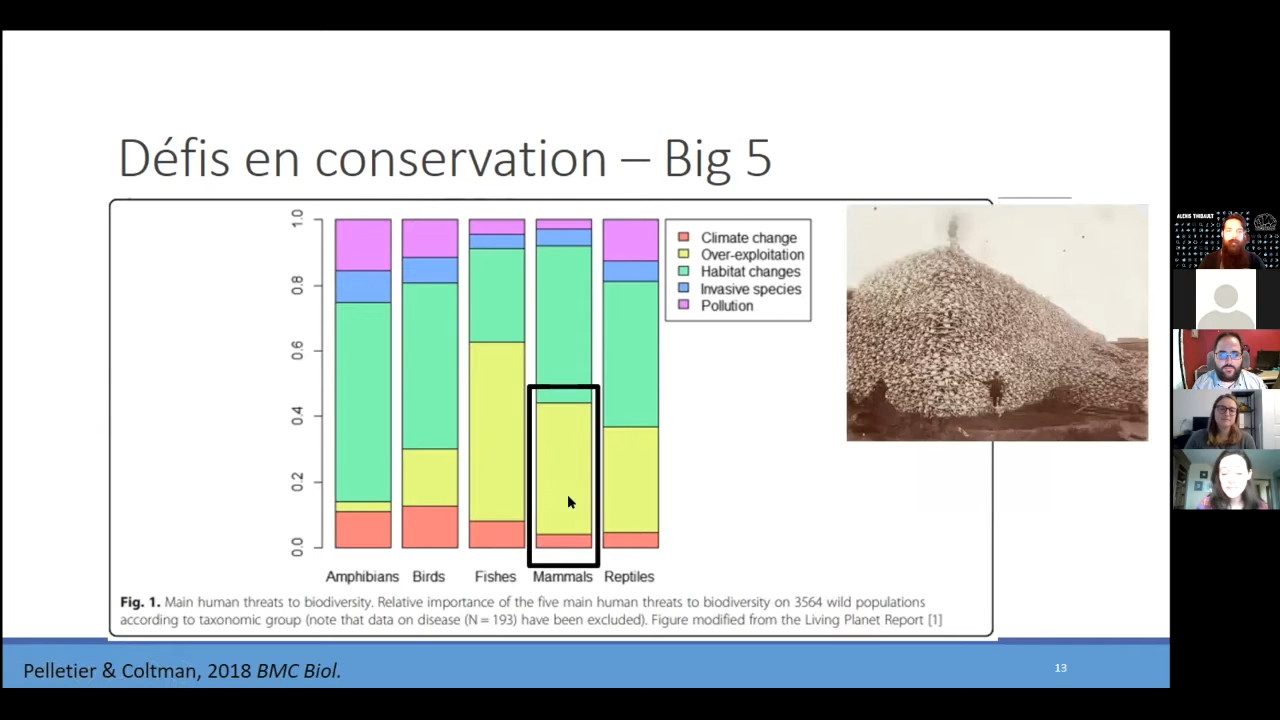 Défis en conservation – Big 5
1.0
0.8
0.6
0.4
0.2
0.0
Climate change
Over-exploitation
Habitat changes
Invasive species
Pollution
Amphibians Birds Fishes Mammals Reptiles
Fig. 1. Main human threats to biodiversity. Relative importance of the five main human threats to biodiversity on 3564 wild populations
according to taxonomic group (note that data on disease (N = 193) have been excluded). Figure modified from the Living Planet Report [1]
Pelletier & Coltman, 2018 BMC Biol.
13
ALEXIS THIBAULT